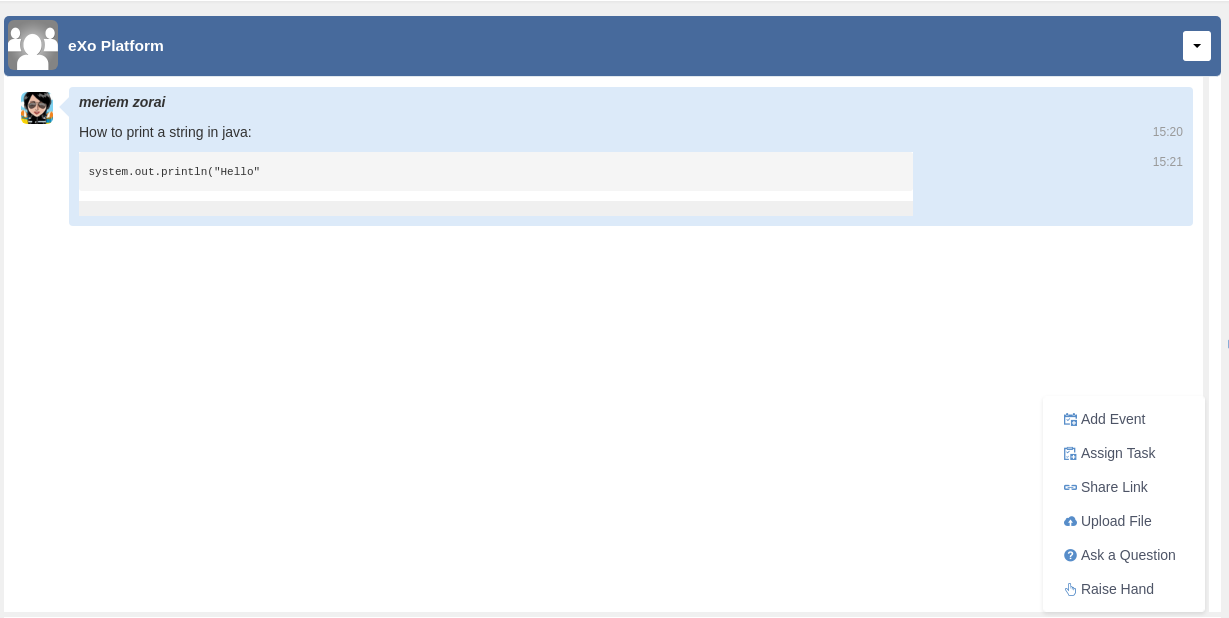 eXo Platform
meriem zorai
How to print a string in java:
15:20
system.out.println("Hello"
15:21
Add Event
Assign Task
Share Link
Upload File
Ask a Question
Raise Hand